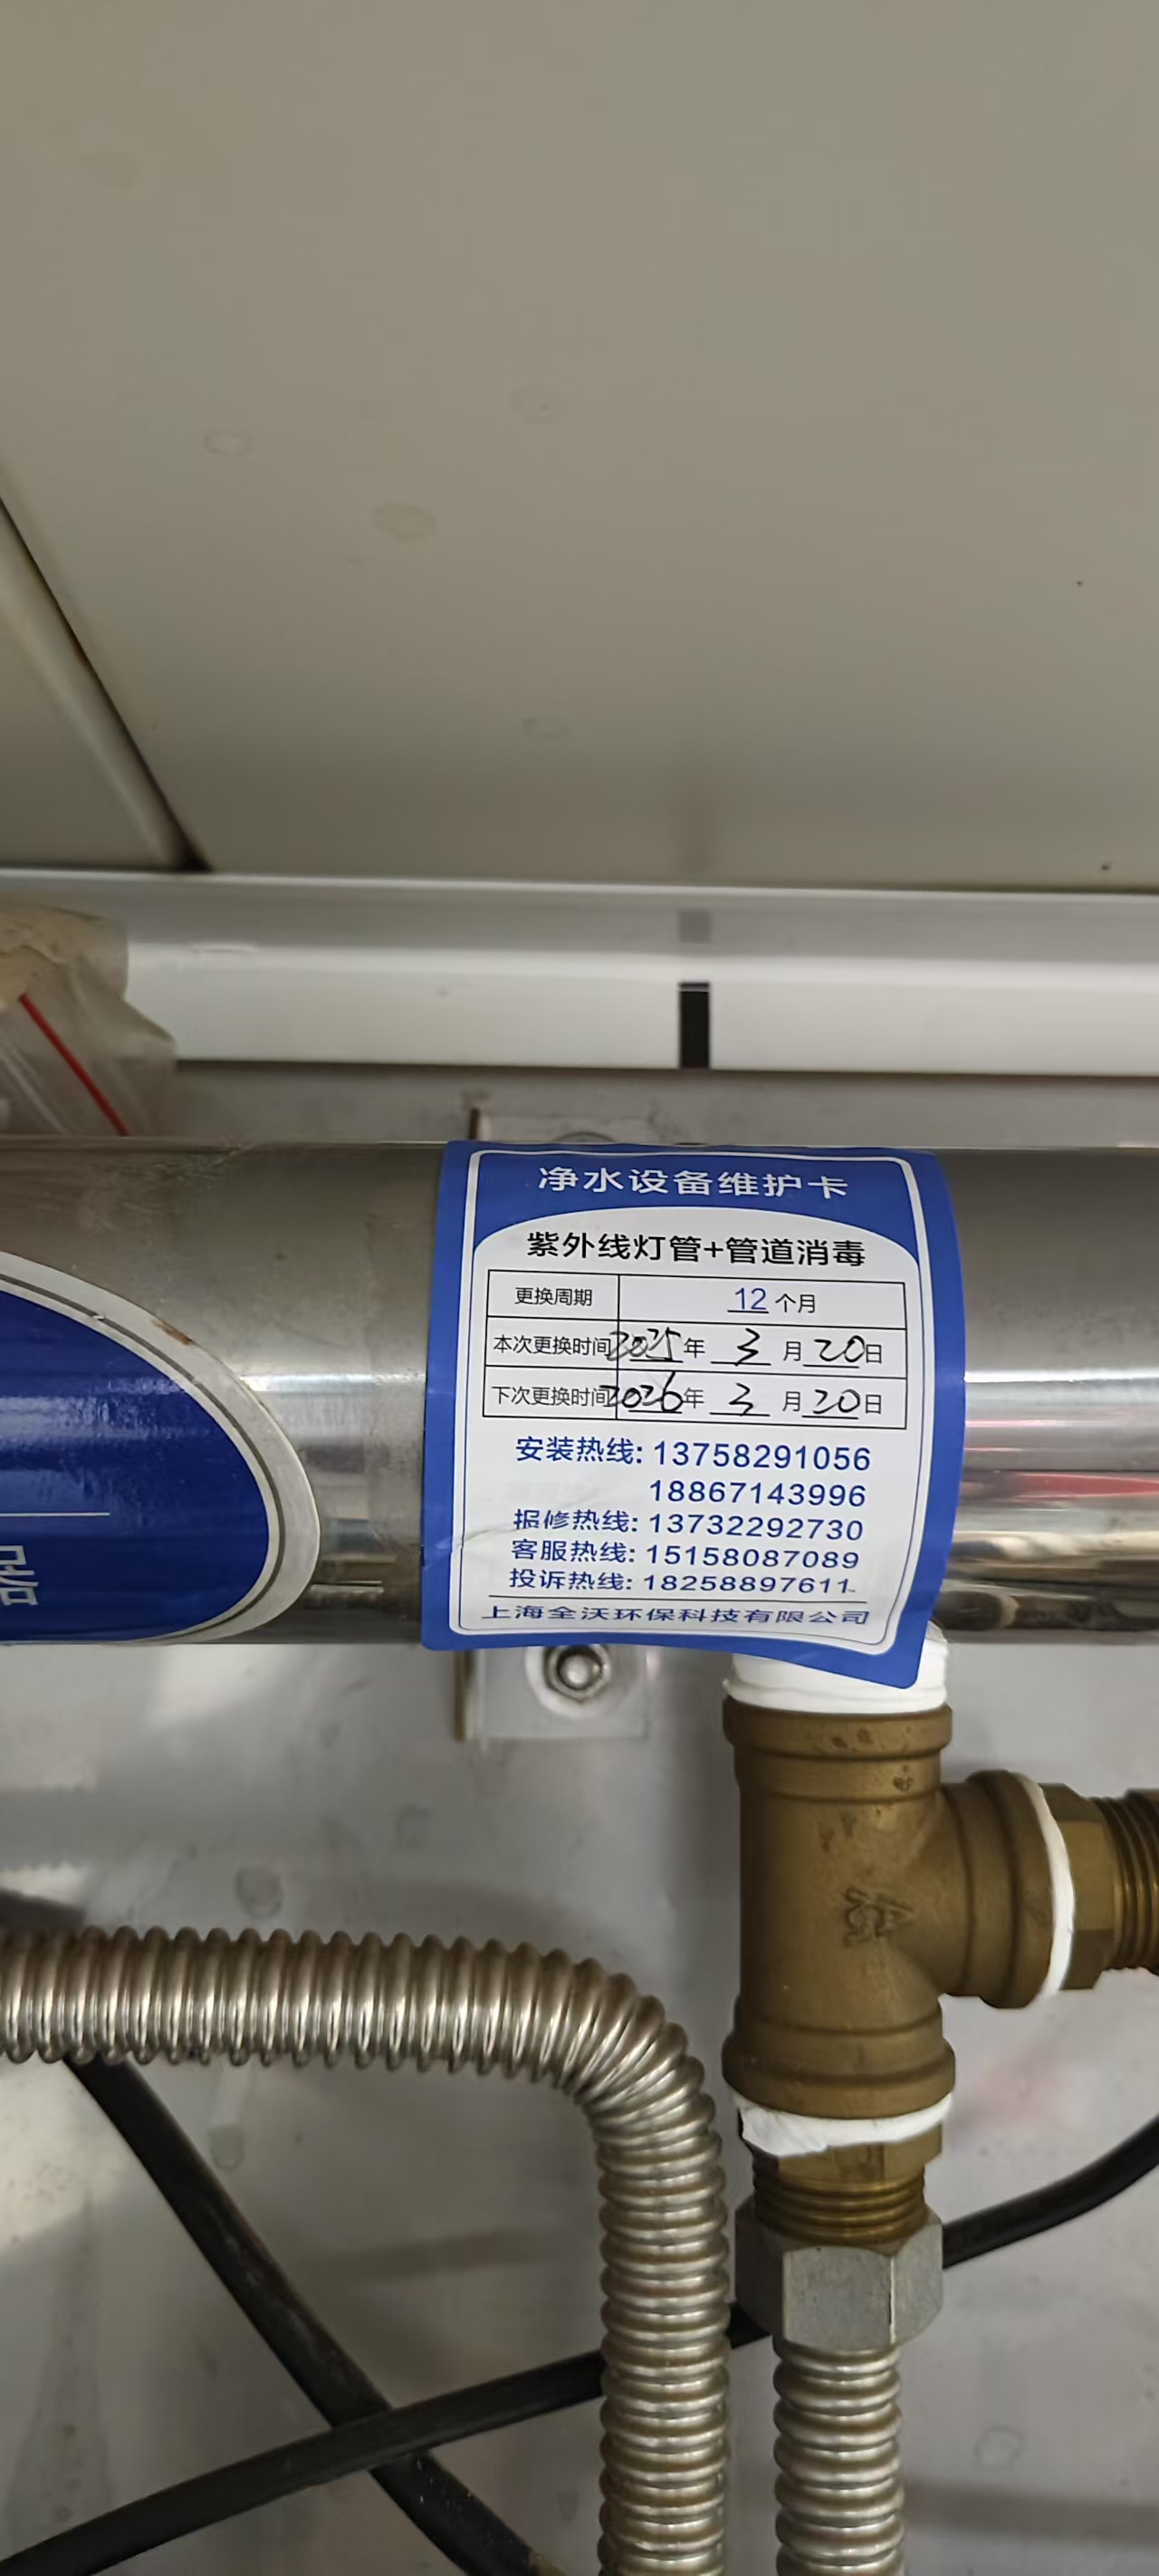 净水设备维护卡
紫外线灯管+管道消毒
更换周期 12 个月
本次更换时间 2025 年 3 月 20 日
下次更换时间 2026 年 3 月 20 日
安装热线: 13758291056
18867143996
报修热线: 13732292730
客服热线: 15158087089
投诉热线: 18258897611
上海全沃环保科技有限公司
器